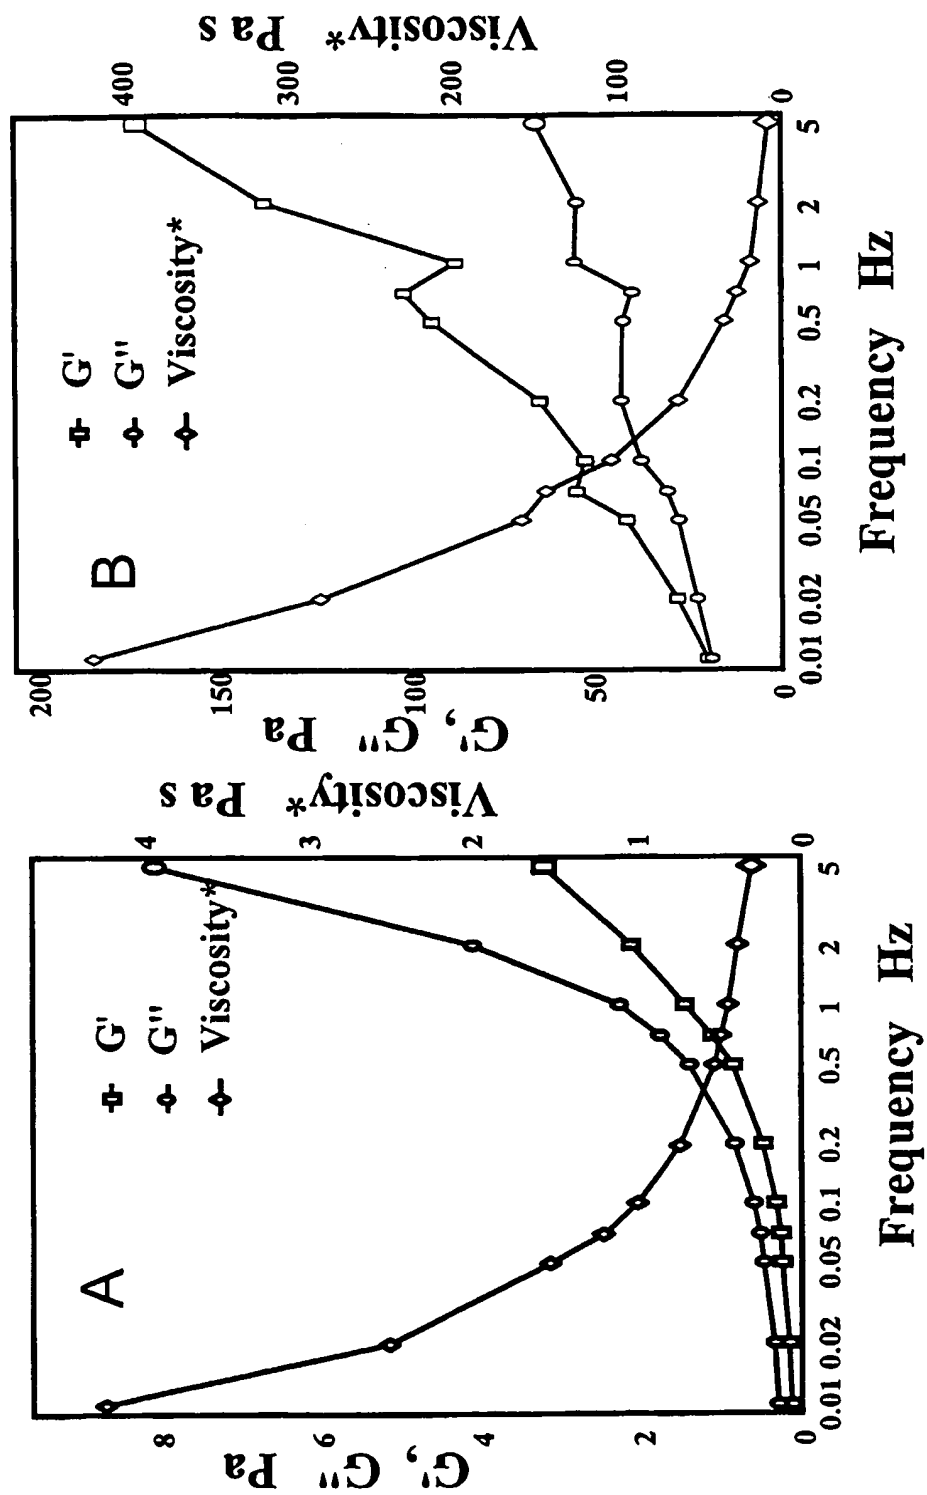 A
G'
G''
Viscosity*
8
6
4
2
0
G', G'' Pa
4
3
2
1
0
Viscosity* Pa s
0.01
0.02
0.05
0.1
0.2
0.5
1
2
5
Frequency Hz
B
G'
G''
Viscosity*
200
150
100
50
0
G', G'' Pa
400
300
200
100
0
Viscosity* Pa s
0.01
0.02
0.05
0.1
0.2
0.5
1
2
5
Frequency Hz